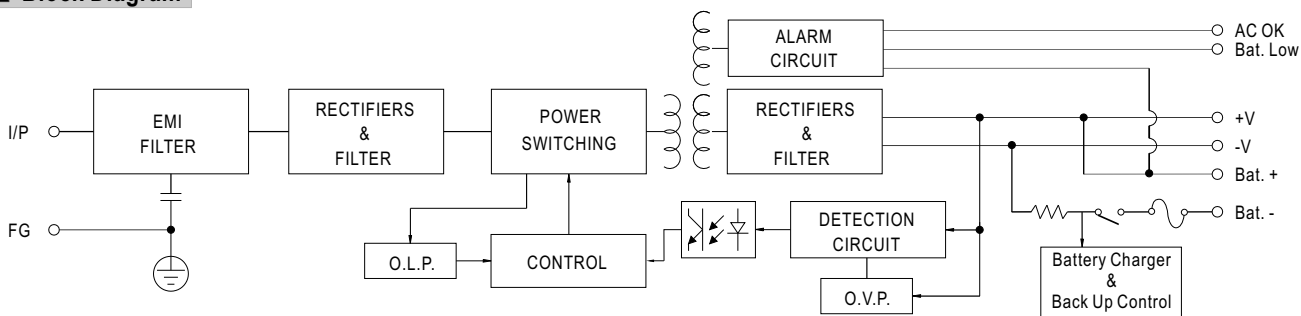 Block Diagram
I/P
FG
EMI
FILTER
RECTIFIERS
&
FILTER
POWER
SWITCHING
O.L.P.
CONTROL
ALARM
CIRCUIT
RECTIFIERS
&
FILTER
DETECTION
CIRCUIT
O.V.P.
AC OK
Bat. Low
+V
-V
Bat. +
Bat. -
Battery Charger
&
Back Up Control